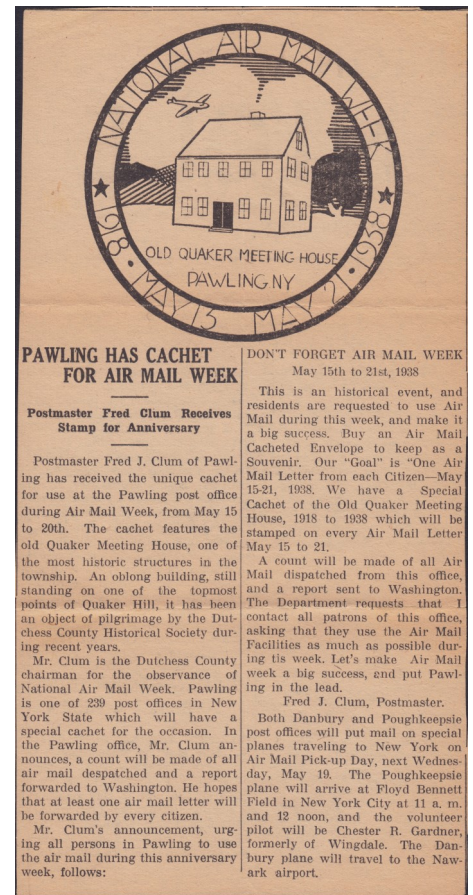 NATIONAL AIR MAIL WEEK
1918 · MAY 15 MAY 21 · 1938
OLD QUAKER MEETING HOUSE
PAWLING NY
PAWLING HAS CACHET
FOR AIR MAIL WEEK
Postmaster Fred Clum Receives
Stamp for Anniversary
Postmaster Fred J. Clum of Pawl-
ing has received the unique cachet
for use at the Pawling post office
during Air Mail Week, from May 15
to 20th. The cachet features the
old Quaker Meeting House, one of
the most historic structures in the
township. An oblong building, still
standing on one of the topmost
points of Quaker Hill, it has been
an object of pilgrimage by the Dut-
chess County Historical Society dur-
ing recent years.
Mr. Clum is the Dutchess County
chairman for the observance of
National Air Mail Week. Pawling
is one of 239 post offices in New
York State which will have a
special cachet for the occasion. In
the Pawling office, Mr. Clum an-
nounces, a count will be made of all
air mail despatched and a report
forwarded to Washington. He hopes
that at least one air mail letter will
be forwarded by every citizen.
Mr. Clum's announcement, urg-
ing all persons in Pawling to use
the air mail during this anniversary
week, follows:
DON'T FORGET AIR MAIL WEEK
May 15th to 21st, 1938
This is an historical event, and
residents are requested to use Air
Mail during this week, and make it
a big success. Buy an Air Mail
Cacheted Envelope to keep as a
Souvenir. Our "Goal" is "One Air
Mail Letter from each Citizen—May
15-21, 1938. We have a Special
Cachet of the Old Quaker Meeting
House, 1918 to 1938 which will be
stamped on every Air Mail Letter
May 15 to 21.
A count will be made of all Air
Mail dispatched from this office,
and a report sent to Washington.
The Department requests that I
contact all patrons of this office,
asking that they use the Air Mail
Facilities as much as possible dur-
ing tis week. Let's make Air Mail
week a big success, and put Pawl-
ing in the lead.
Fred J. Clum, Postmaster.
Both Danbury and Poughkeepsie
post offices will put mail on special
planes traveling to New York on
Air Mail Pick-up Day, next Wednes-
day, May 19. The Poughkeepsie
plane will arrive at Floyd Bennett
Field in New York City at 11 a. m.
and 12 noon, and the volunteer
pilot will be Chester R. Gardner,
formerly of Wingdale. The Dan-
bury plane will travel to the Naw-
ark airport.